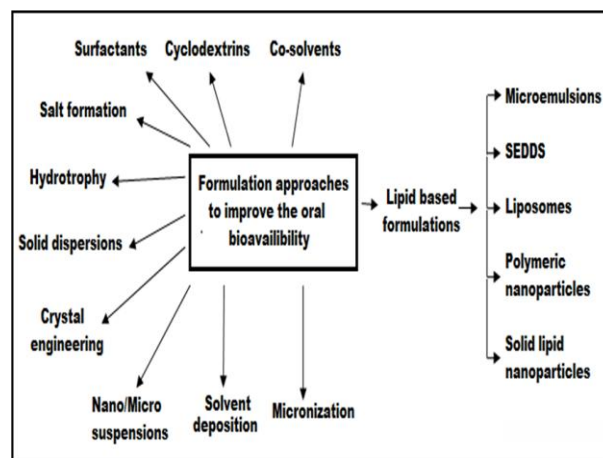 Surfactants
Cyclodextrins
Co-solvents
Salt formation
Hydrotrophy
Solid dispersions
Crystal
engineering
Nano/Micro
suspensions
Solvent
deposition
Micronization
Formulation approaches
to improve the oral
bioavailibility
Lipid based
formulations
Microemulsions
SEDDS
Liposomes
Polymeric
nanoparticles
Solid lipid
nanoparticles